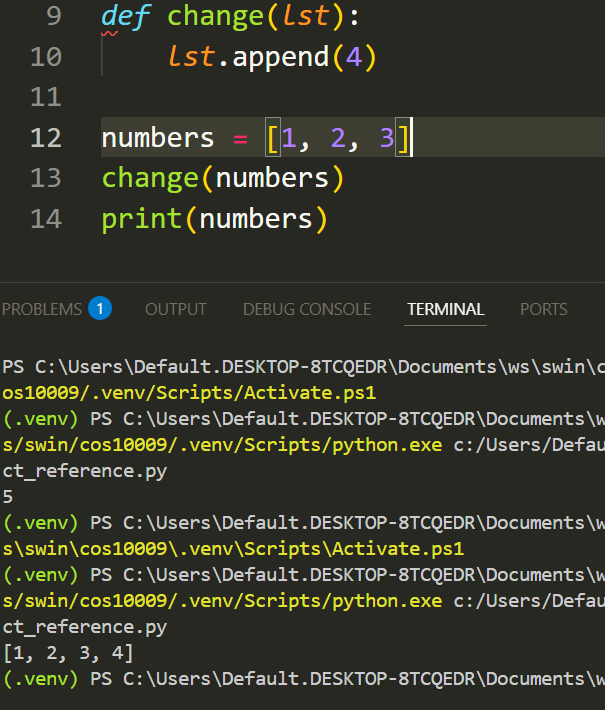 9 def change(lst):
10 lst.append(4)
11
12 numbers = [1, 2, 3]
13 change(numbers)
14 print(numbers)
PROBLEMS 1 OUTPUT DEBUG CONSOLE TERMINAL PORTS
PS C:\Users\Default.DESKTOP-8TCQEDR\Documents\ws\swin\c
os10009/.venv/Scripts/Activate.ps1
(.venv) PS C:\Users\Default.DESKTOP-8TCQEDR\Documents\w
s/swin/cos10009/.venv/Scripts/python.exe c:/Users/Defau
ct_reference.py
5
(.venv) PS C:\Users\Default.DESKTOP-8TCQEDR\Documents\w
s\swin\cos10009\.venv\Scripts\Activate.ps1
(.venv) PS C:\Users\Default.DESKTOP-8TCQEDR\Documents\w
s/swin/cos10009/.venv/Scripts/python.exe c:/Users/Defau
ct_reference.py
[1, 2, 3, 4]
(.venv) PS C:\Users\Default.DESKTOP-8TCQEDR\Documents\w